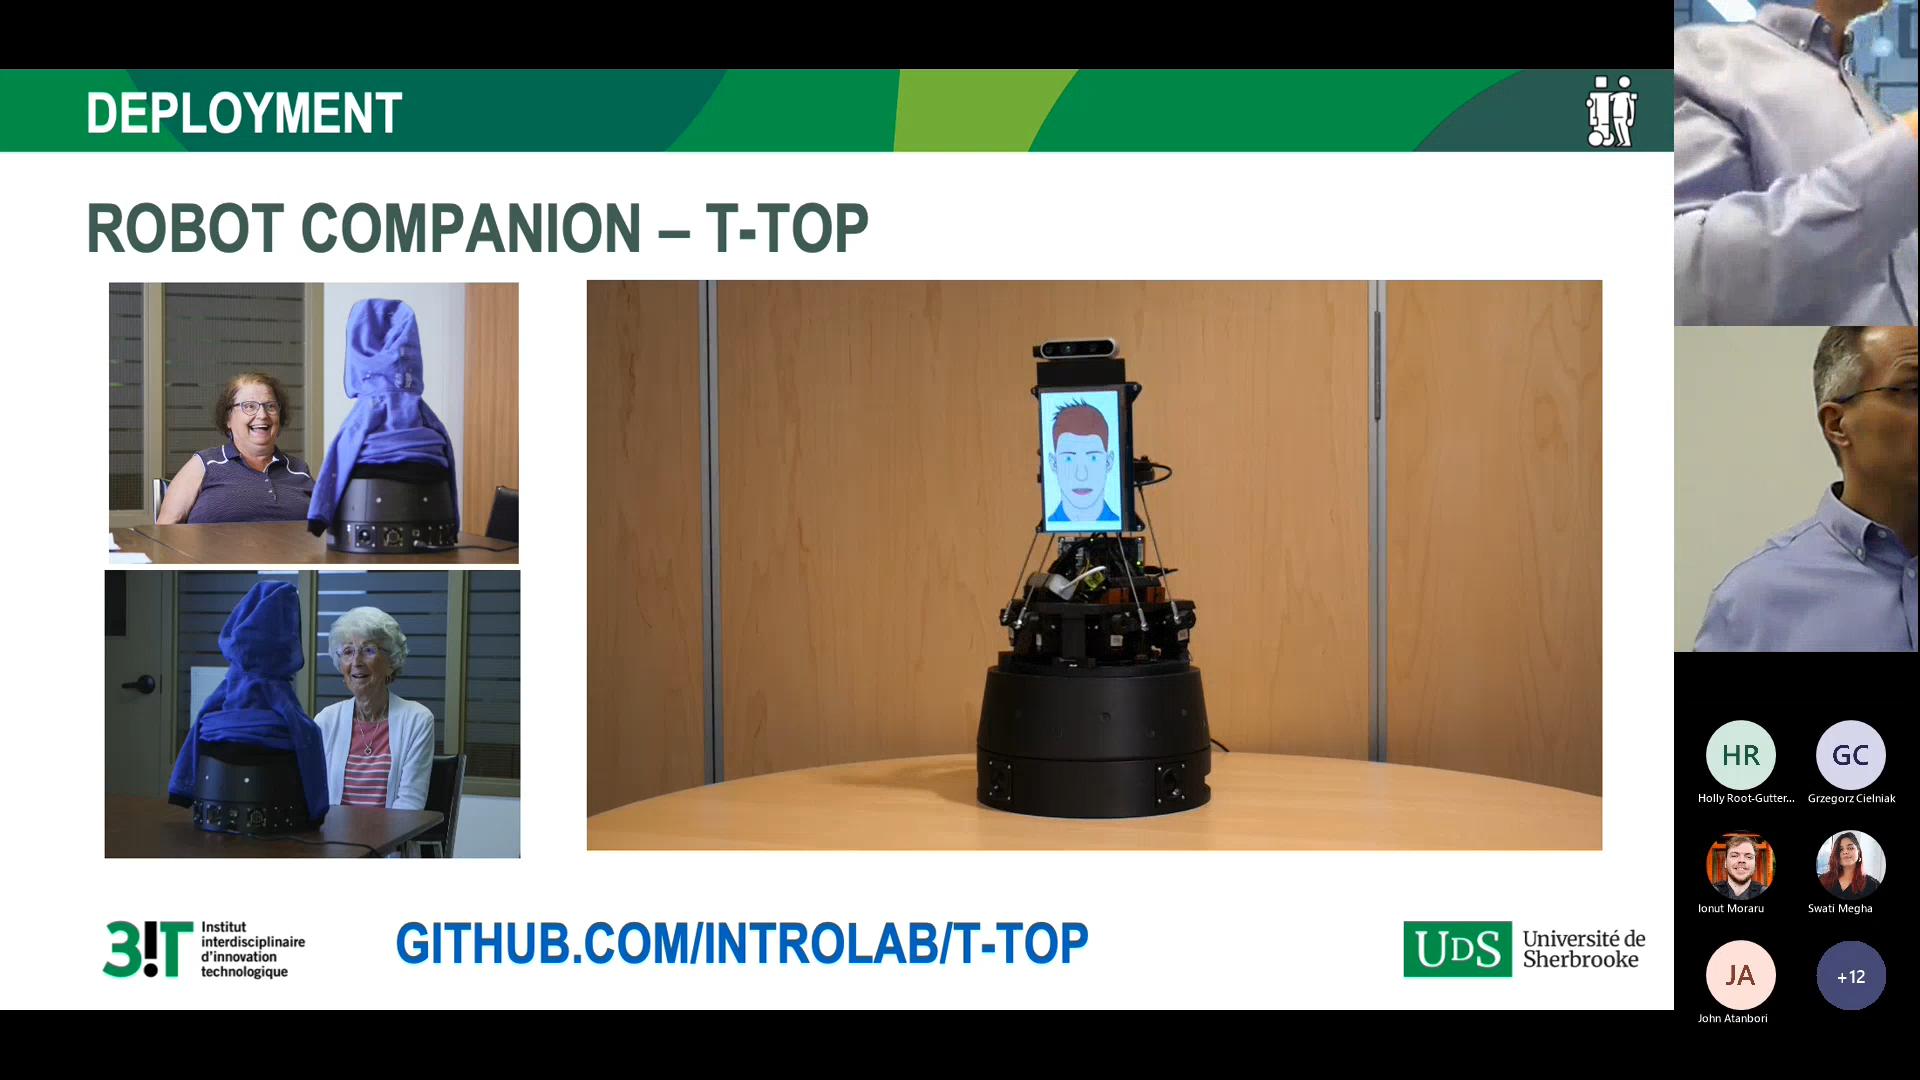 DEPLOYMENT
ROBOT COMPANION – T-TOP
3!T
Institut
interdisciplinaire
d'innovation
technologique
GITHUB.COM/INTROLAB/T-TOP
UDS
Université de
Sherbrooke
HR
Holly Root-Gutter...
GC
Grzegorz Cielniak
Ionut Moraru
Swati Megha
JA
John Atanbori
+12